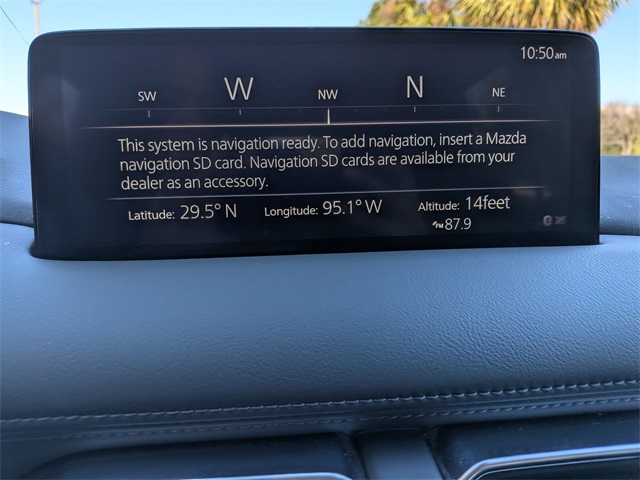 10:50am
SW W NW N NE
This system is navigation ready. To add navigation, insert a Mazda
navigation SD card. Navigation SD cards are available from your
dealer as an accessory.
Latitude: 29.5° N Longitude: 95.1° W Altitude: 14feet
FM 87.9